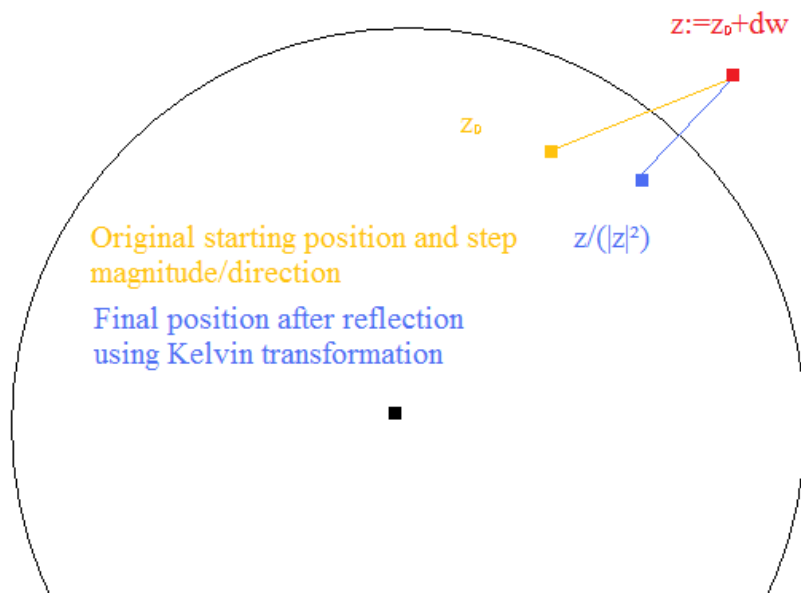 z:=z₀+dw
z₀
Original starting position and step
magnitude/direction
z/(|z|²)
Final position after reflection
using Kelvin transformation